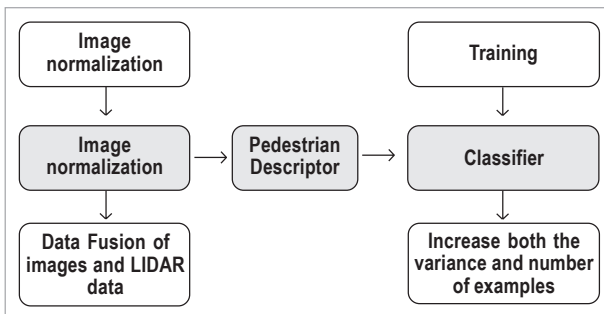 Image
normalization
Training
Image
normalization
Pedestrian
Descriptor
Classifier
Data Fusion of
images and LIDAR
data
Increase both the
variance and number
of examples